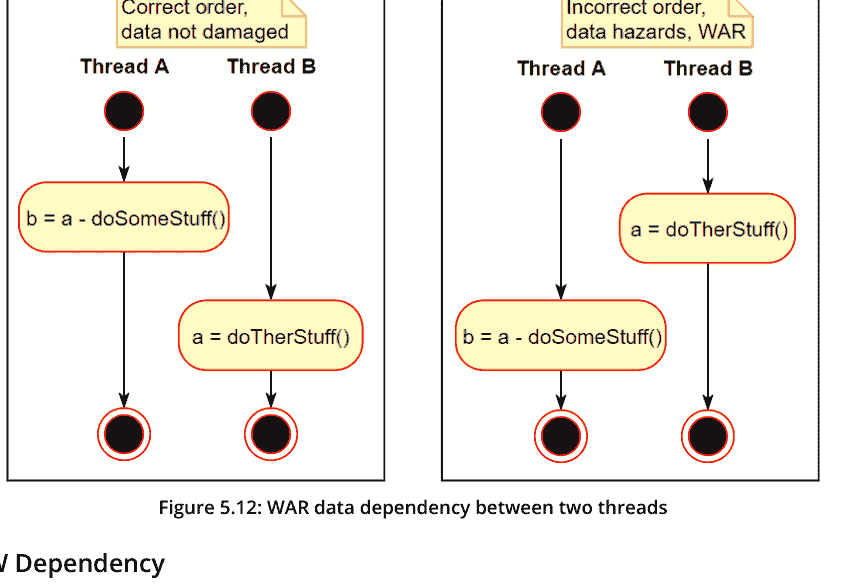 Correct order,
data not damaged
Thread A
Thread B
b = a - doSomeStuff()
a = doTherStuff()
Incorrect order,
data hazards, WAR
Thread A
Thread B
a = doTherStuff()
b = a - doSomeStuff()
Figure 5.12: WAR data dependency between two threads
Dependency